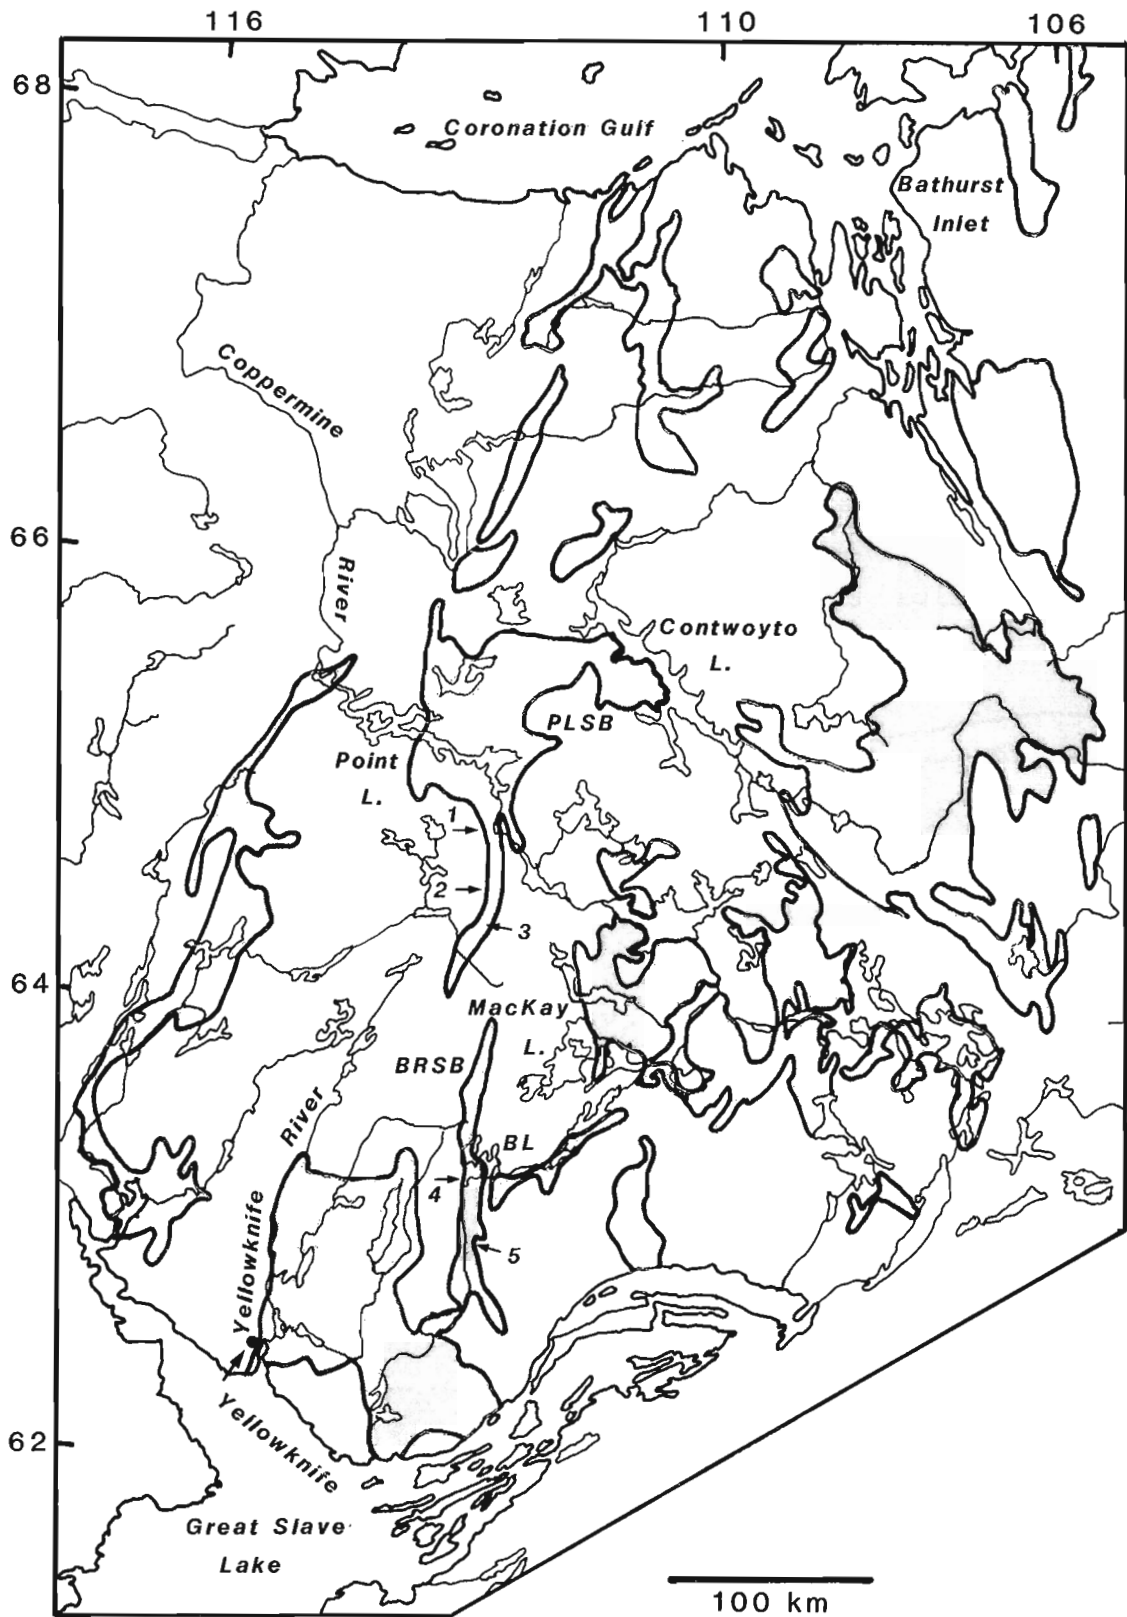 116
110
106
68
Coronation Gulf
Bathurst
Inlet
Coppermine
66
River
Contwoyto
L.
PLSB
Point
L.
1
2
3
64
MacKay
L.
BRSB
River
BL
4
Yellowknife
5
Yellowknife
62
Great Slave
Lake
100 km